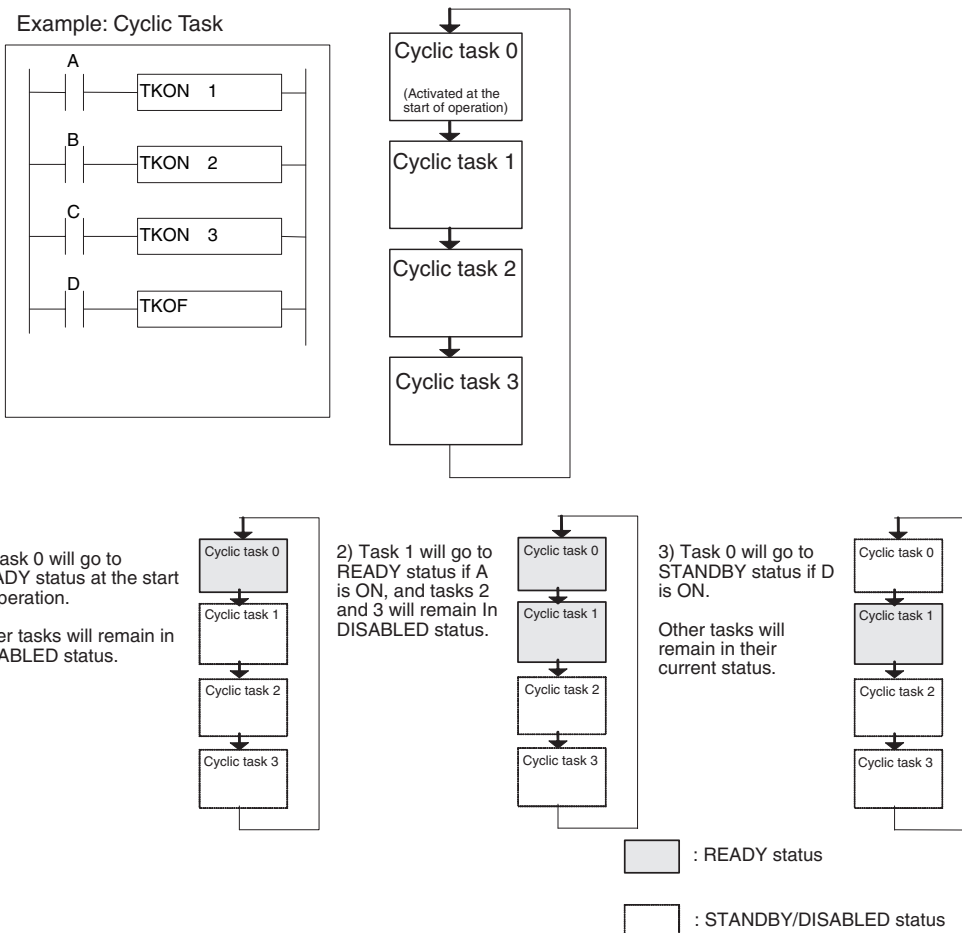 Example: Cyclic Task
A
TKON 1
B
TKON 2
C
TKON 3
D
TKOF
Cyclic task 0
(Activated at the
start of operation)
Cyclic task 1
Cyclic task 2
Cyclic task 3
ask 0 will go to
ADY status at the start
peration.
er tasks will remain in
ABLED status.
Cyclic task 0
Cyclic task 1
Cyclic task 2
Cyclic task 3
2) Task 1 will go to
READY status if A
is ON, and tasks 2
and 3 will remain In
DISABLED status.
Cyclic task 0
Cyclic task 1
Cyclic task 2
Cyclic task 3
3) Task 0 will go to
STANDBY status if D
is ON.
Other tasks will
remain in their
current status.
Cyclic task 0
Cyclic task 1
Cyclic task 2
Cyclic task 3
: READY status
: STANDBY/DISABLED status